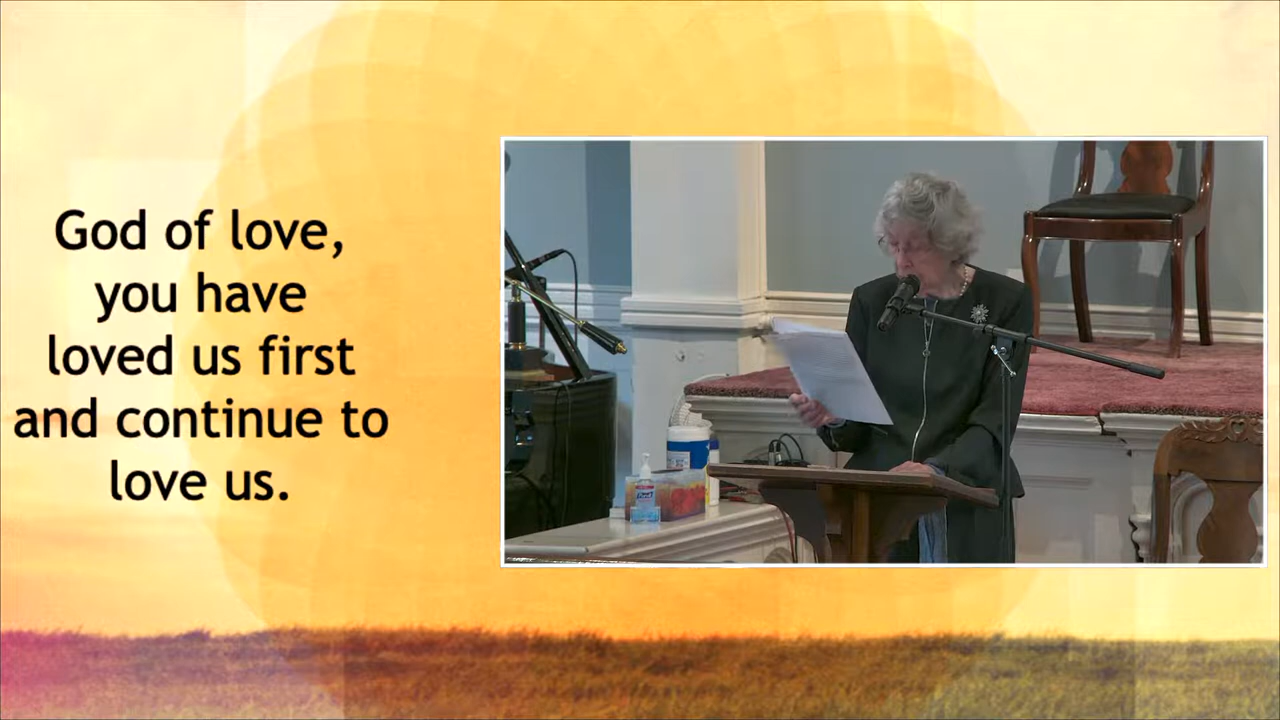 God of love,
you have
loved us first
and continue to
love us.